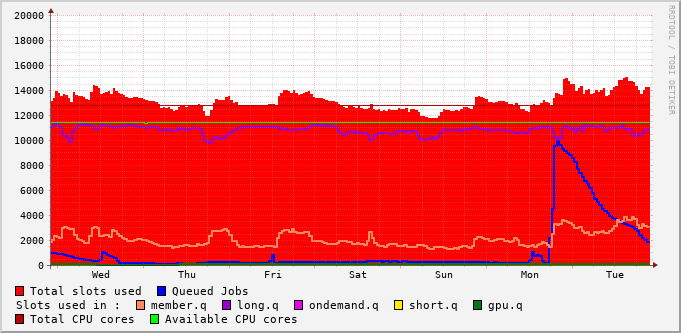 RRDTOOL / TOBI OETIKER
20000
18000
16000
14000
12000
10000
8000
6000
4000
2000
0
Wed Thu Fri Sat Sun Mon Tue
Total slots used Queued Jobs
Slots used in : member.q long.q ondemand.q short.q gpu.q
Total CPU cores Available CPU cores